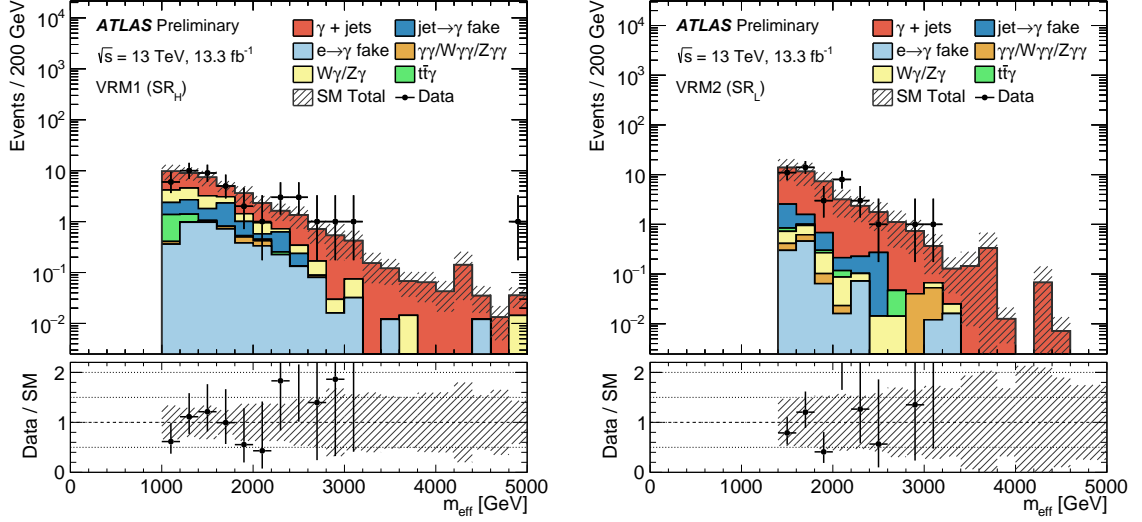 ATLAS Preliminary
√s = 13 TeV, 13.3 fb⁻¹
VRM1 (SR_H)
γ + jets
jet→γ fake
e→γ fake
γγ/Wγγ/Zγγ
Wγ/Zγ
tt̄γ
SM Total
Data
Events / 200 GeV
10⁴
10³
10²
10
1
10⁻¹
10⁻²
Data / SM
2
1
0
0
1000
2000
3000
4000
5000
m_eff [GeV]
ATLAS Preliminary
√s = 13 TeV, 13.3 fb⁻¹
VRM2 (SR_L)
γ + jets
jet→γ fake
e→γ fake
γγ/Wγγ/Zγγ
Wγ/Zγ
tt̄γ
SM Total
Data
Events / 200 GeV
10⁴
10³
10²
10
1
10⁻¹
10⁻²
Data / SM
2
1
0
0
1000
2000
3000
4000
5000
m_eff [GeV]